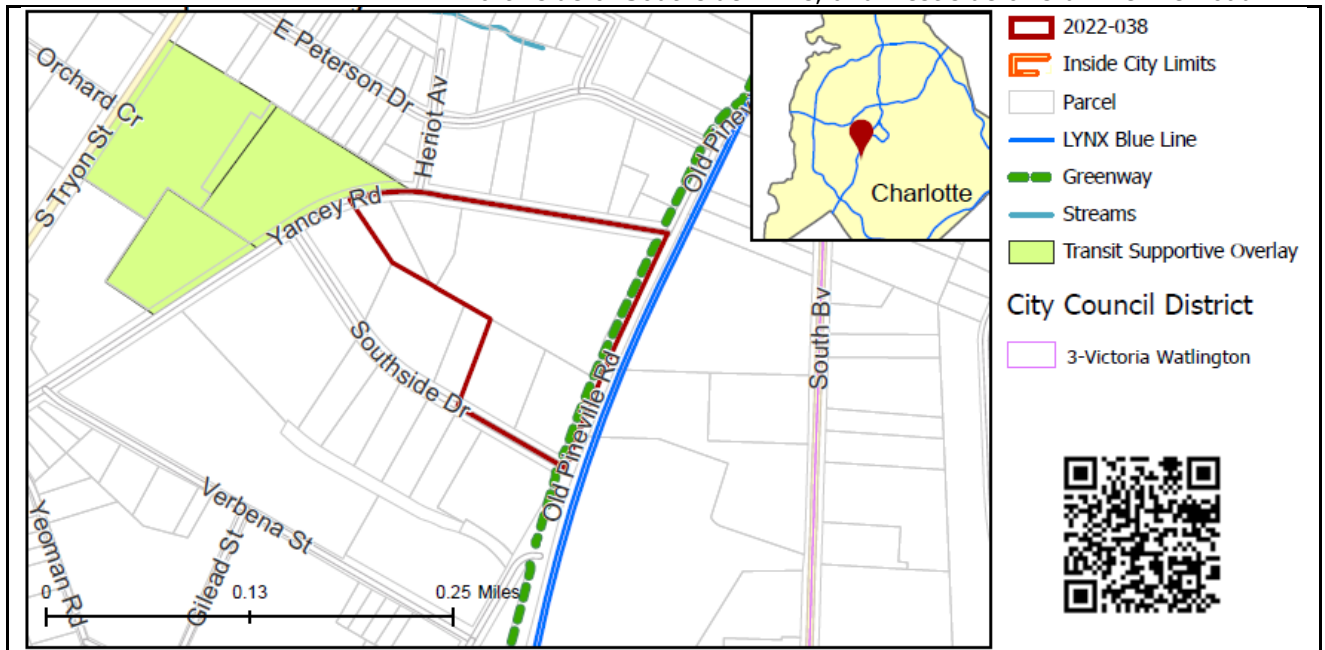 E Peterson Dr
Orchard Cr
Heriot Av
S Tryon St
Yancey Rd
Old Pinev
Charlotte
Southside Dr
Old Pineville Rd
South Bv
Verbena St
Yeoman Rd
Gilead St
0 0.13 0.25 Miles
2022-038
Inside City Limits
Parcel
LYNX Blue Line
Greenway
Streams
Transit Supportive Overlay
City Council District
3-Victoria Watlington